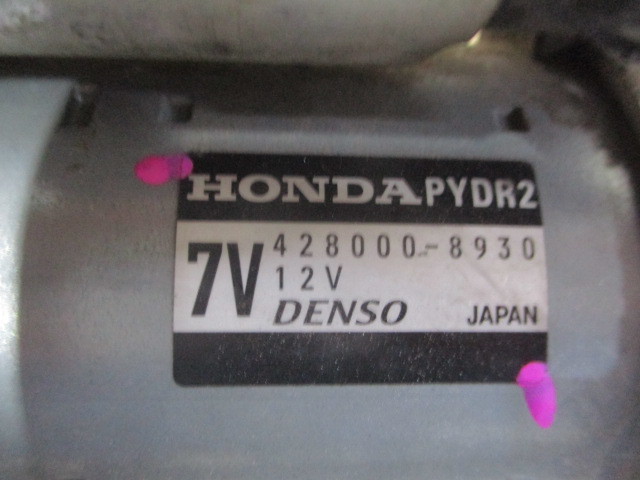 HONDA PYDR2
7V 428000-8930
12V
DENSO JAPAN